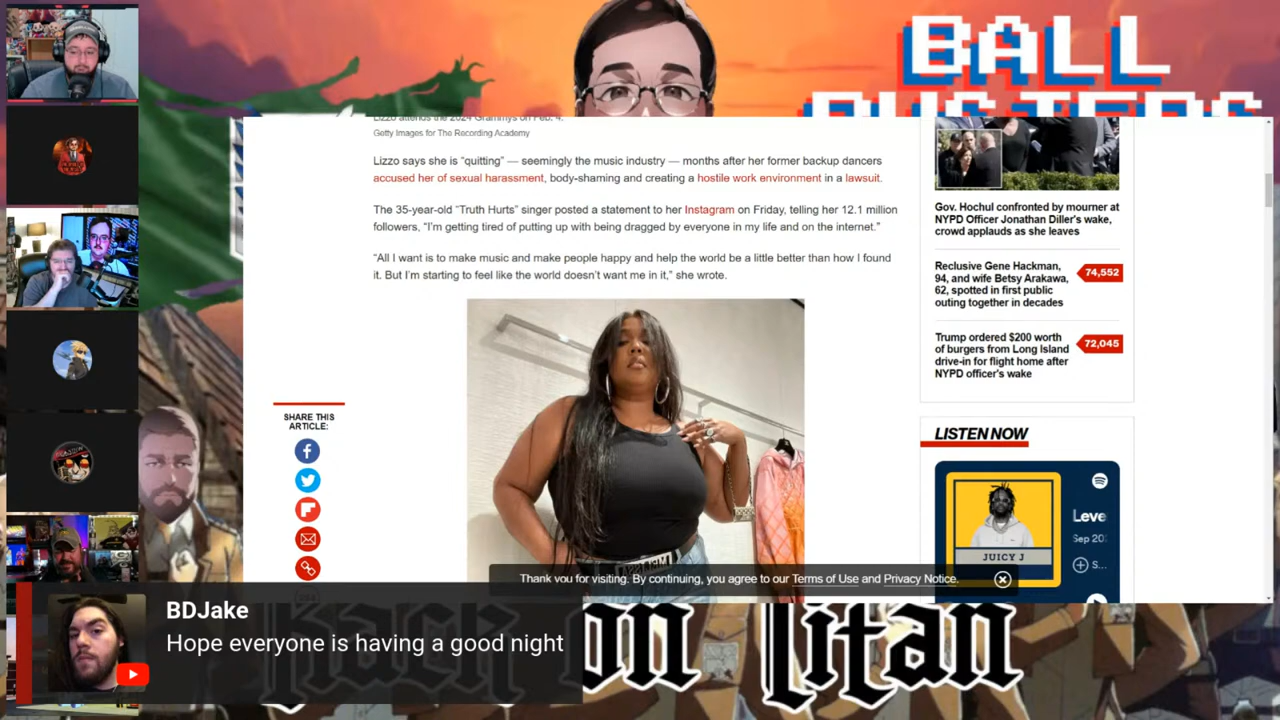 BALL
BUSTERS
Lizzo attends the 2024 Grammys on Feb. 4.
Getty Images for The Recording Academy
Lizzo says she is “quitting” — seemingly the music industry — months after her former backup dancers
accused her of sexual harassment, body-shaming and creating a hostile work environment in a lawsuit.
The 35-year-old “Truth Hurts” singer posted a statement to her Instagram on Friday, telling her 12.1 million
followers, “I’m getting tired of putting up with being dragged by everyone in my life and on the internet.”
“All I want is to make music and make people happy and help the world be a little better than how I found
it. But I’m starting to feel like the world doesn’t want me in it,” she wrote.
SHARE THIS
ARTICLE:
Gov. Hochul confronted by mourner at
NYPD Officer Jonathan Diller's wake,
crowd applauds as she leaves
Reclusive Gene Hackman,
94, and wife Betsy Arakawa,
62, spotted in first public
outing together in decades
74,552
Trump ordered $200 worth
of burgers from Long Island
drive-in for flight home after
NYPD officer's wake
72,045
LISTEN NOW
JUICY J
Leve
Sep 20
S...
Thank you for visiting. By continuing, you agree to our Terms of Use and Privacy Notice.
BDJake
Hope everyone is having a good night
on Titan